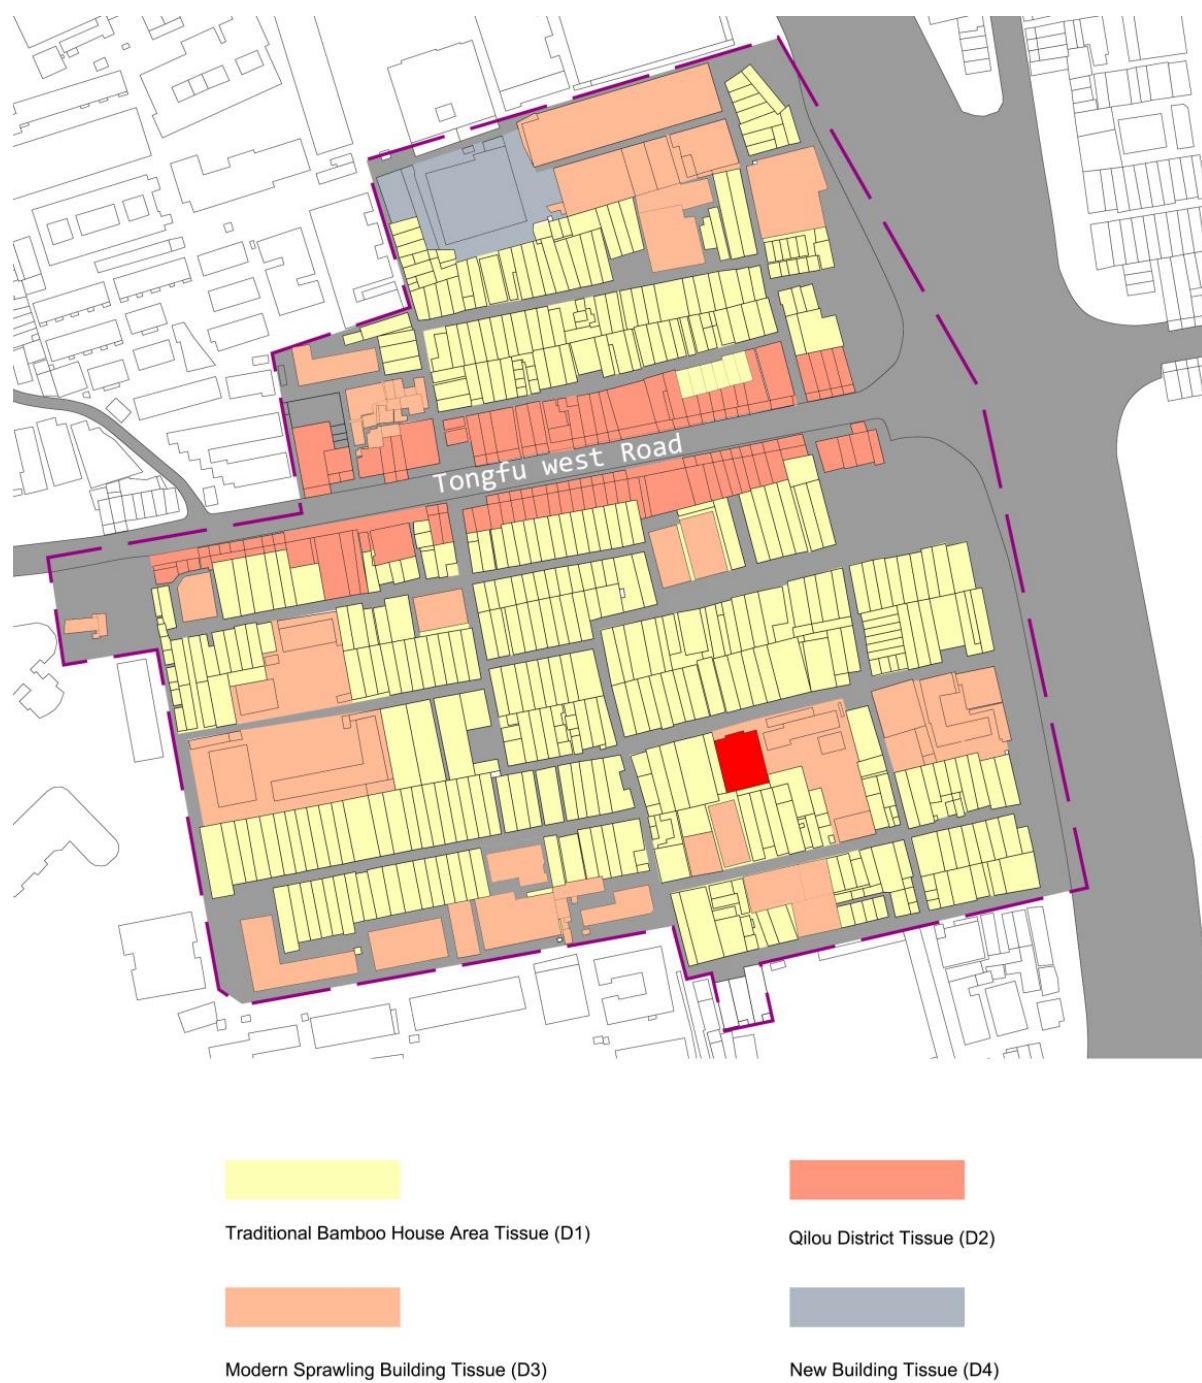 Tongfu west Road
Traditional Bamboo House Area Tissue (D1)
Qilou District Tissue (D2)
Modern Sprawling Building Tissue (D3)
New Building Tissue (D4)